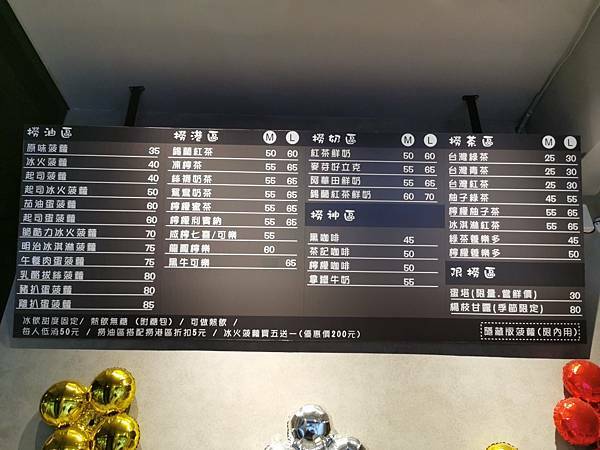 撈油區
原味菠蘿 35
冰火菠蘿 40
起司菠蘿 40
起司冰火菠蘿 50
茄油蛋菠蘿 50
起司蛋菠蘿 60
脆酷力冰火菠蘿 70
明治冰淇淋菠蘿 75
午餐肉蛋菠蘿 75
乳酪拔絲菠蘿 80
豬扒蛋菠蘿 80
雞扒蛋菠蘿 85
撈港區 M L
錫蘭紅茶 50 60
凍檸茶 55 65
絲襪奶茶 55 65
鴛鴦奶茶 55 65
檸檬蜜茶 55 65
檸檬利賓納 55 65
咸檸七喜/可樂 55
龍鳳檸樂 60
黑牛可樂 65
撈奶區 M L
紅茶鮮奶 50 60
麥芽好立克 55 65
阿華田鮮奶 55 65
錫蘭紅茶鮮奶 60 70
撈神區
黑咖啡 45
茶記咖啡 50
檸檬咖啡 50
拿鐵牛奶 55
撈茶區 M L
台灣綠茶 25 30
台灣青茶 25 30
台灣紅茶 25 30
柚子綠茶 45 55
檸檬柚子茶 55 65
冰淇淋紅茶 55 65
綠茶養樂多 45
檸檬養樂多 50
狠撈區
蛋塔(限量.嘗鮮價) 30
楊枝甘露(季節限定) 80
冰飲甜度固定/ 熱飲無糖 (附糖包) / 可做熱飲 /
每人低消50元 / 撈油區搭配撈港區折扣5元 / 冰火菠蘿買五送一(優惠價200元)
隱藏版菠蘿(限內用)